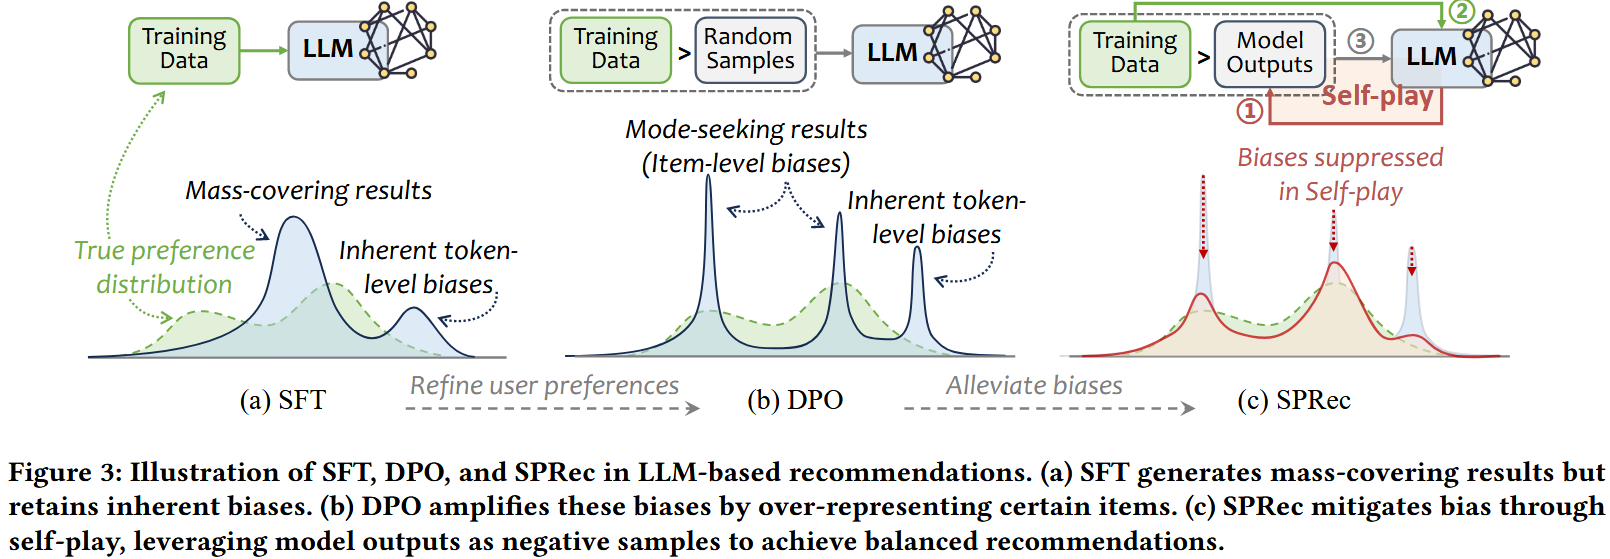 Training
Data
LLM
Mass-covering results
True preference
distribution
Inherent token-
level biases
(a) SFT
Refine user preferences
Training
Data
>
Random
Samples
LLM
Mode-seeking results
(Item-level biases)
Inherent token-
level biases
(b) DPO
Alleviate biases
②
Training
Data
>
Model
Outputs
③
LLM
Self-play
①
Biases suppressed
in Self-play
(c) SPRec
Figure 3: Illustration of SFT, DPO, and SPRec in LLM-based recommendations. (a) SFT generates mass-covering results but
retains inherent biases. (b) DPO amplifies these biases by over-representing certain items. (c) SPRec mitigates bias through
self-play, leveraging model outputs as negative samples to achieve balanced recommendations.